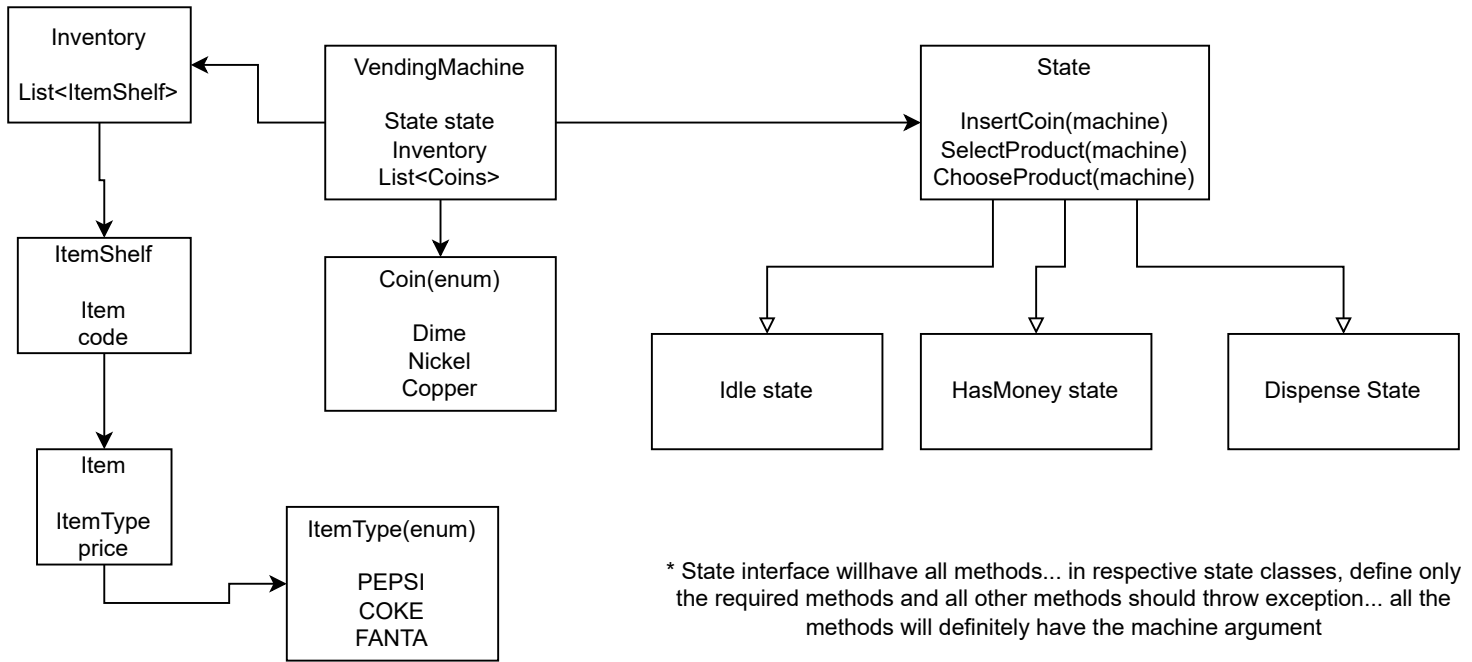 Inventory
List<ItemShelf>
VendingMachine
State state
Inventory
List<Coins>
State
InsertCoin(machine)
SelectProduct(machine)
ChooseProduct(machine)
ItemShelf
Item
code
Coin(enum)
Dime
Nickel
Copper
Idle state
HasMoney state
Dispense State
Item
ItemType
price
ItemType(enum)
PEPSI
COKE
FANTA
* State interface willhave all methods... in respective state classes, define only
the required methods and all other methods should throw exception... all the
methods will definitely have the machine argument